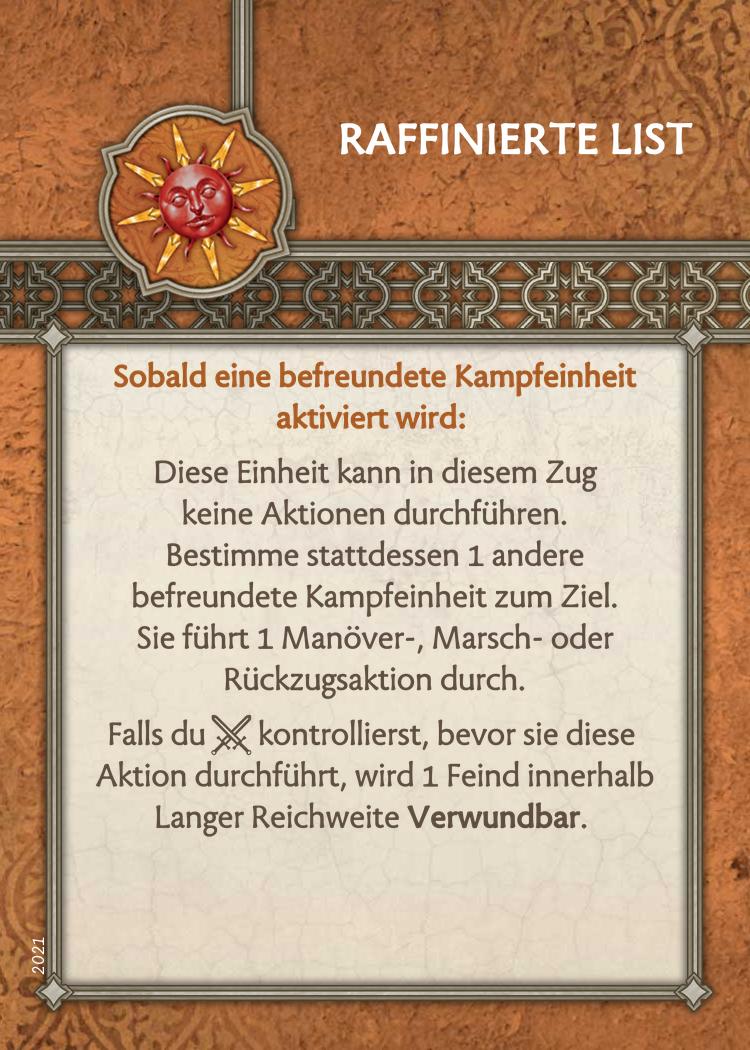 RAFFINIERTE LIST
Sobald eine befreundete Kampfeinheit
aktiviert wird:
Diese Einheit kann in diesem Zug
keine Aktionen durchführen.
Bestimme stattdessen 1 andere
befreundete Kampfeinheit zum Ziel.
Sie führt 1 Manöver-, Marsch- oder
Rückzugsaktion durch.
Falls du kontrollierst, bevor sie diese
Aktion durchführt, wird 1 Feind innerhalb
Langer Reichweite Verwundbar.
2021